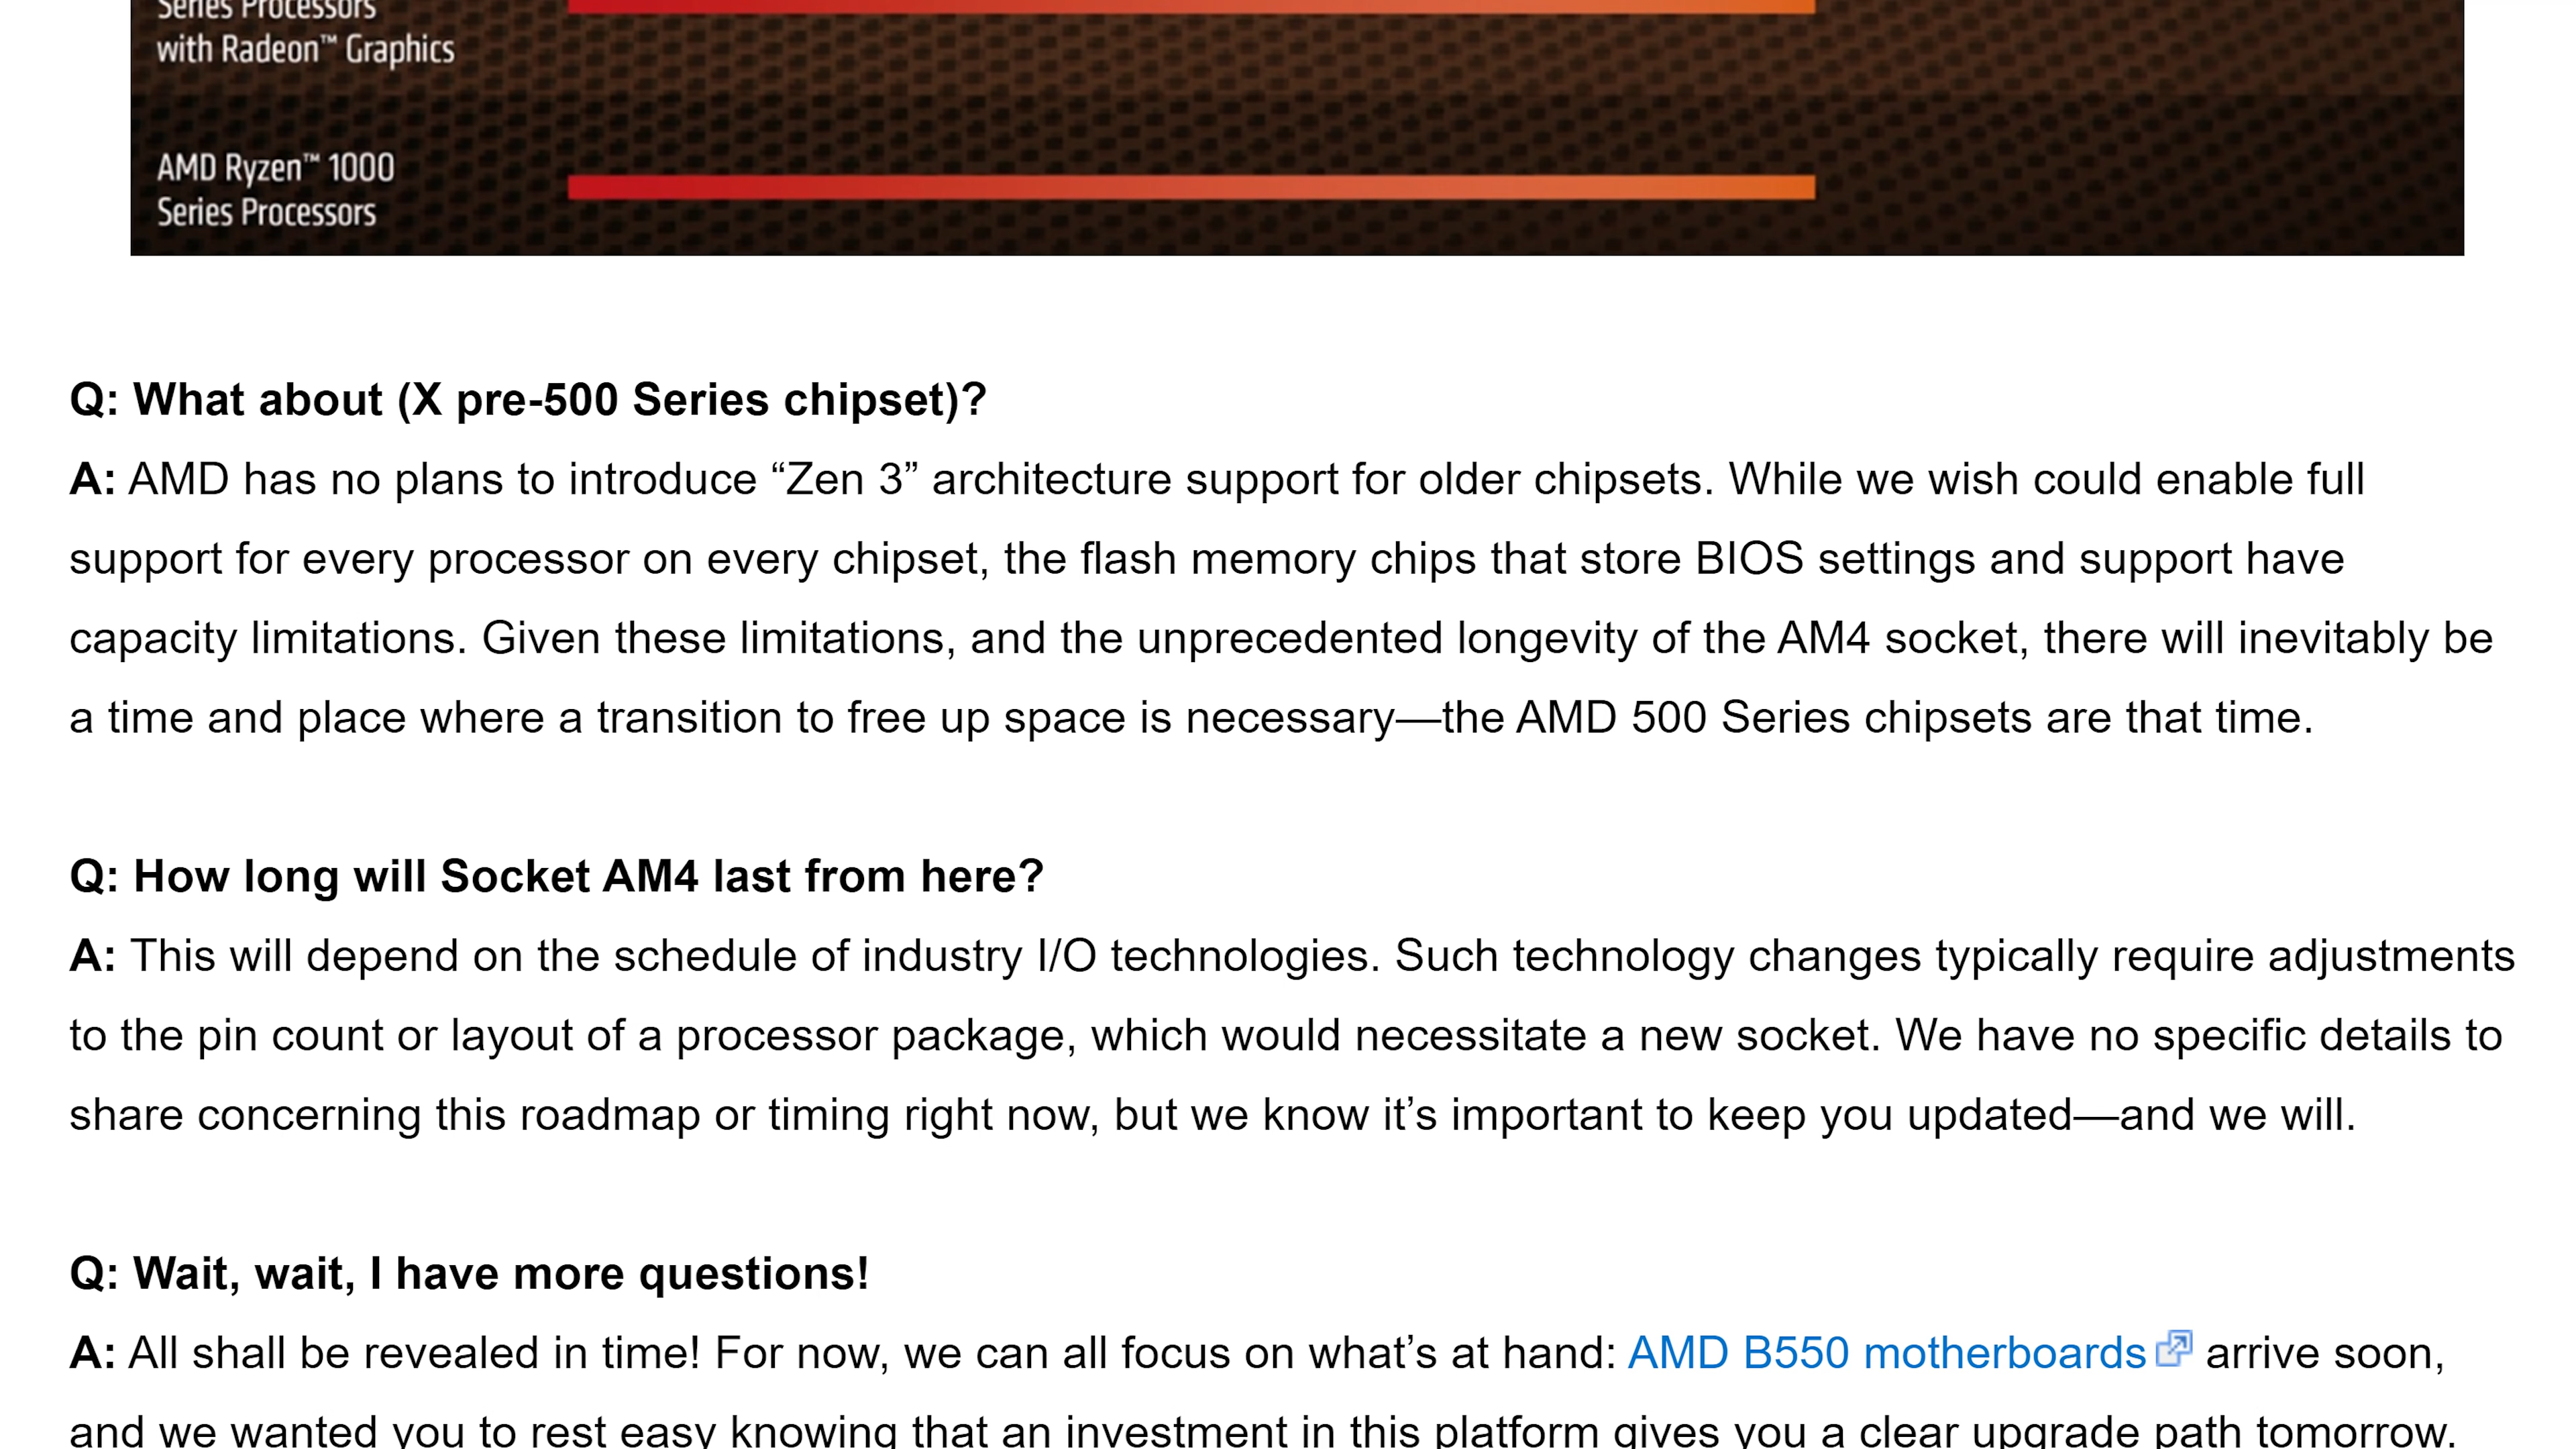 Series Processors
with Radeon™ Graphics
AMD Ryzen™ 1000
Series Processors
Q: What about (X pre-500 Series chipset)?
A: AMD has no plans to introduce “Zen 3” architecture support for older chipsets. While we wish could enable full
support for every processor on every chipset, the flash memory chips that store BIOS settings and support have
capacity limitations. Given these limitations, and the unprecedented longevity of the AM4 socket, there will inevitably be
a time and place where a transition to free up space is necessary—the AMD 500 Series chipsets are that time.
Q: How long will Socket AM4 last from here?
A: This will depend on the schedule of industry I/O technologies. Such technology changes typically require adjustments
to the pin count or layout of a processor package, which would necessitate a new socket. We have no specific details to
share concerning this roadmap or timing right now, but we know it’s important to keep you updated—and we will.
Q: Wait, wait, I have more questions!
A: All shall be revealed in time! For now, we can all focus on what’s at hand: AMD B550 motherboards arrive soon,
and we wanted you to rest easy knowing that an investment in this platform gives you a clear upgrade path tomorrow.